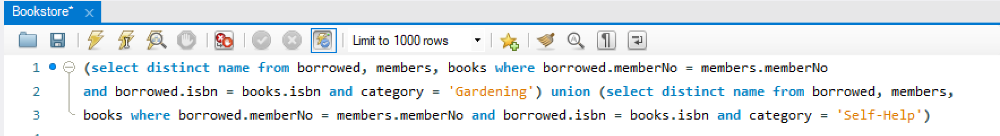 Bookstore*
Limit to 1000 rows
1 (select distinct name from borrowed, members, books where borrowed.memberNo = members.memberNo
2 and borrowed.isbn = books.isbn and category = 'Gardening') union (select distinct name from borrowed, members,
3 books where borrowed.memberNo = members.memberNo and borrowed.isbn = books.isbn and category = 'Self-Help')